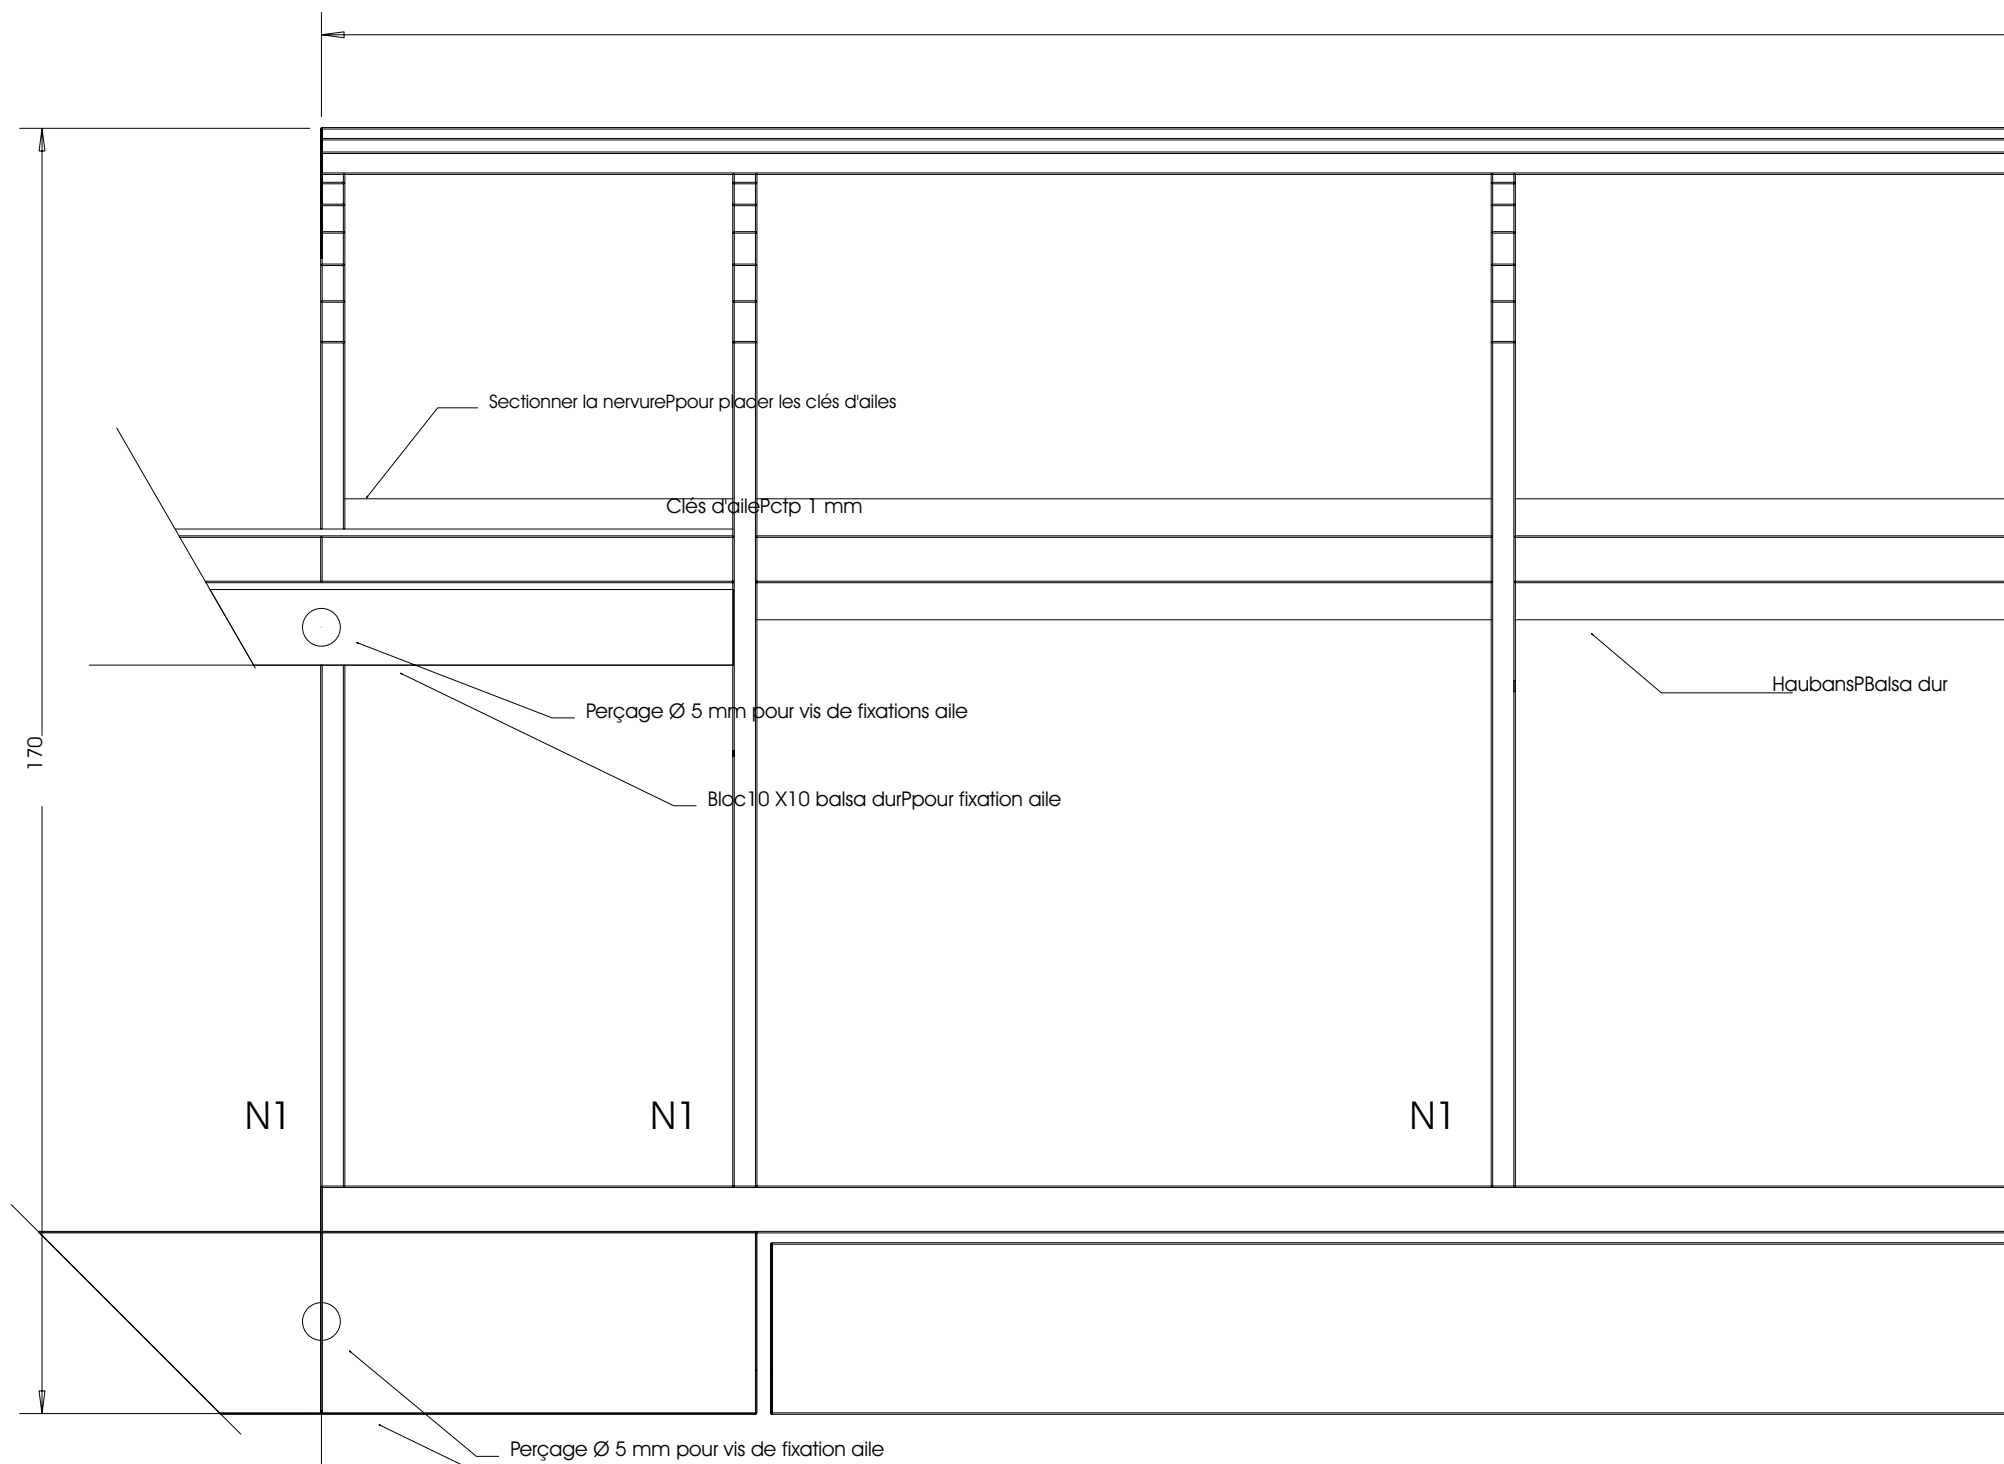 Sectionner la nervurePpour placer les clés d'ailes
Clés d'ailePctp 1 mm
HaubansPBalsa dur
Perçage Ø 5 mm pour vis de fixations aile
170
Bloc10 X10 balsa durPpour fixation aile
N1
N1
N1
Perçage Ø 5 mm pour vis de fixation aile